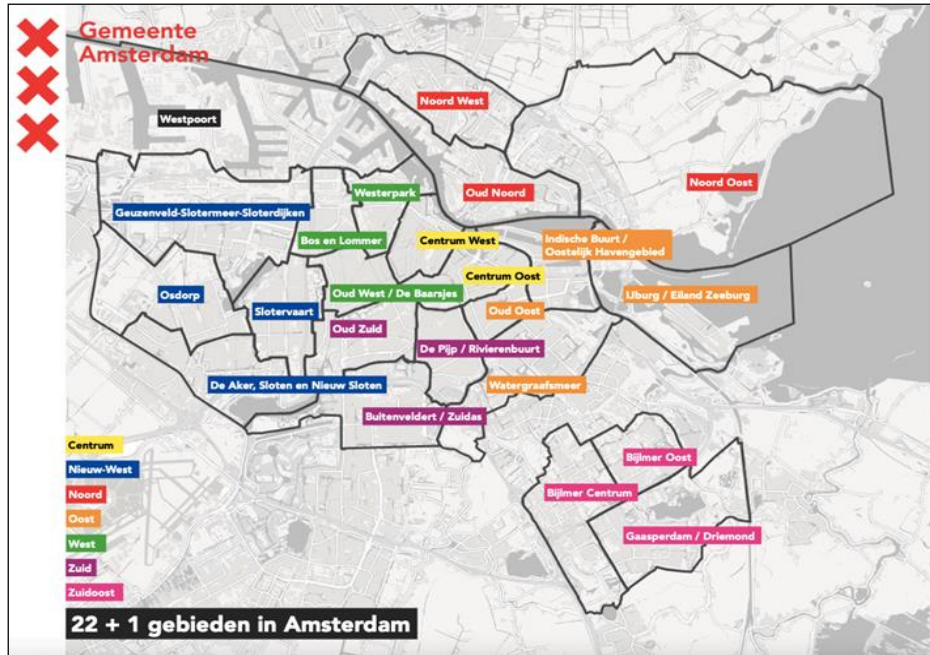 Gemeente
Amsterdam
Westpoort
Noord West
Noord Oost
Oud Noord
Westerpark
Geuzenveld-Slotermeer-Sloterdijken
Bos en Lommer
Centrum West
Indische Buurt /
Oostelijk Havengebied
Centrum Oost
Osdorp
Slotervaart
Oud West / De Baarsjes
IJburg / Eiland Zeeburg
Oud Oost
Oud Zuid
De Pijp / Rivierenbuurt
De Aker, Sloten en Nieuw Sloten
Watergraafsmeer
Buitenveldert / Zuidas
Bijlmer Oost
Bijlmer Centrum
Gaasperdam / Driemond
Centrum
Nieuw-West
Noord
Oost
West
Zuid
Zuidoost
22 + 1 gebieden in Amsterdam